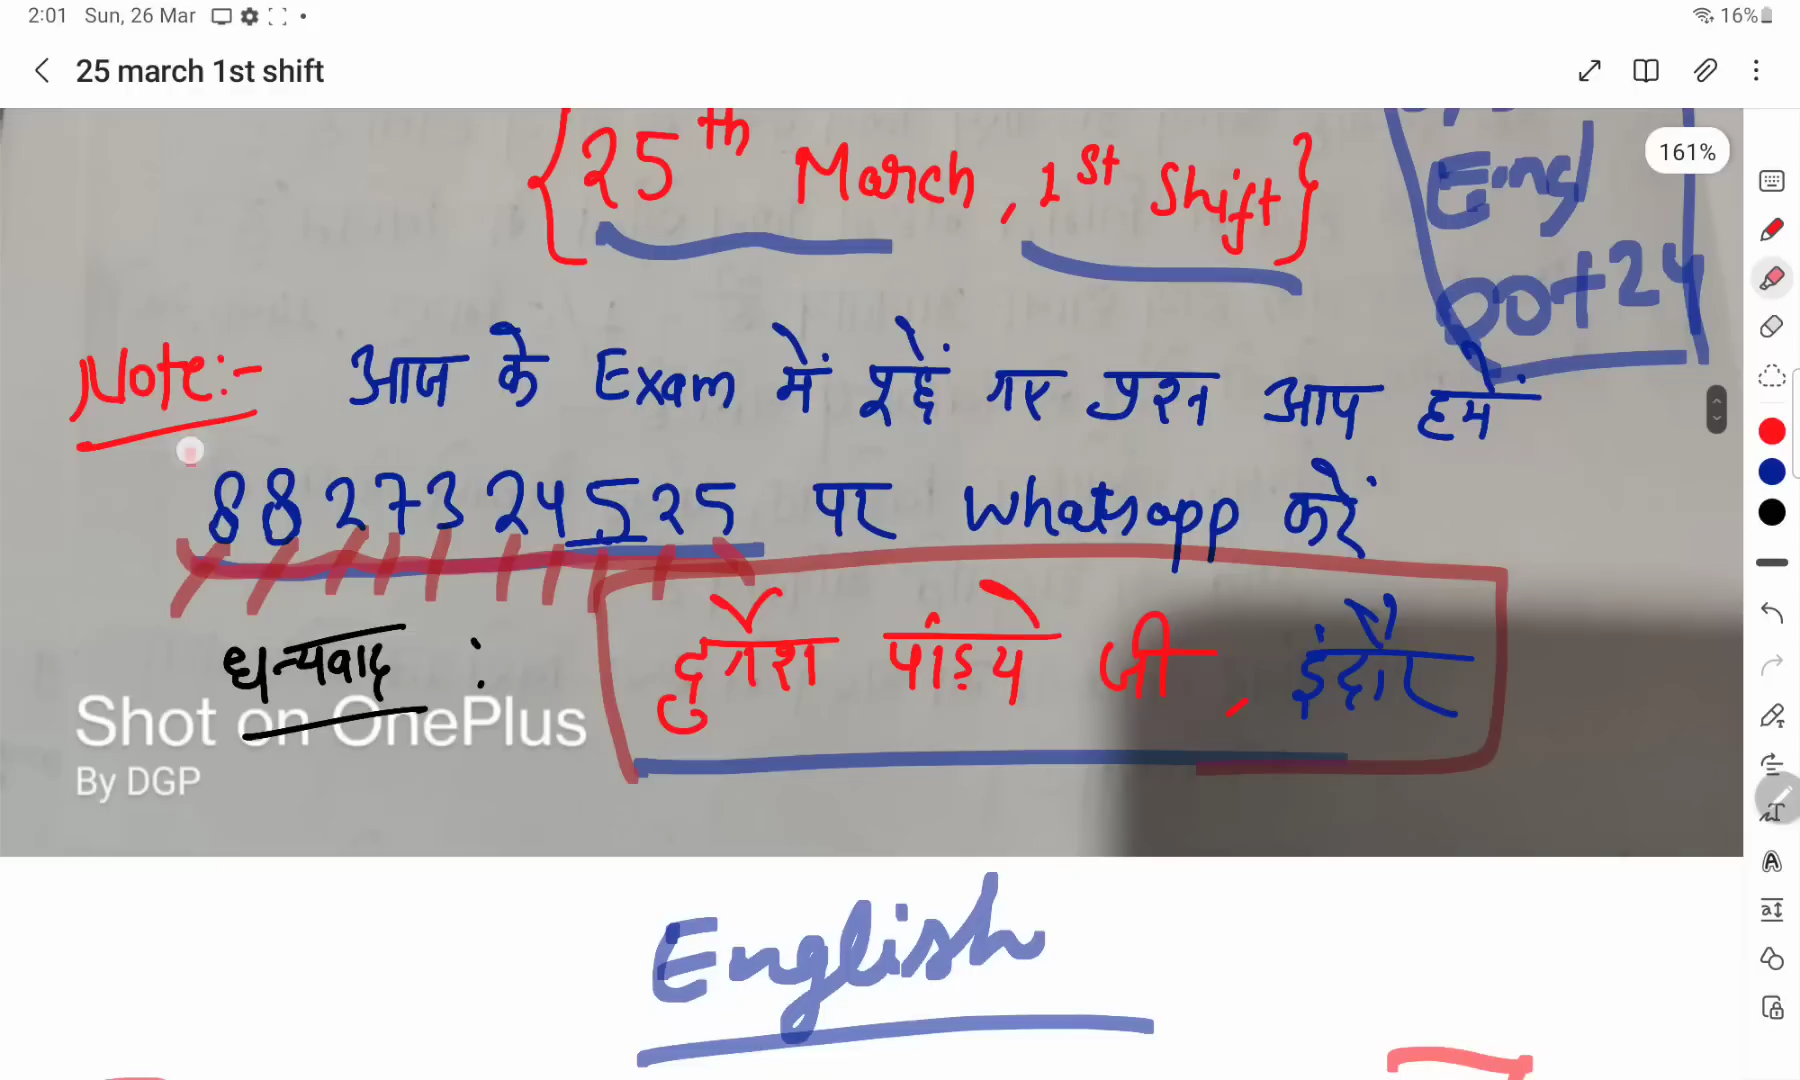 2:01 Sun, 26 Mar
16%
25 march 1st shift
161%
{25th March, 1st Shift}
Eng
Note:- आज के Exam में रहें गए प्रश्न आप हमें
8827324525 पर Whatsapp करें
धन्यवाद :
दुर्गेश पांडेय जी, इंदौर
Shot on OnePlus
By DGP
English